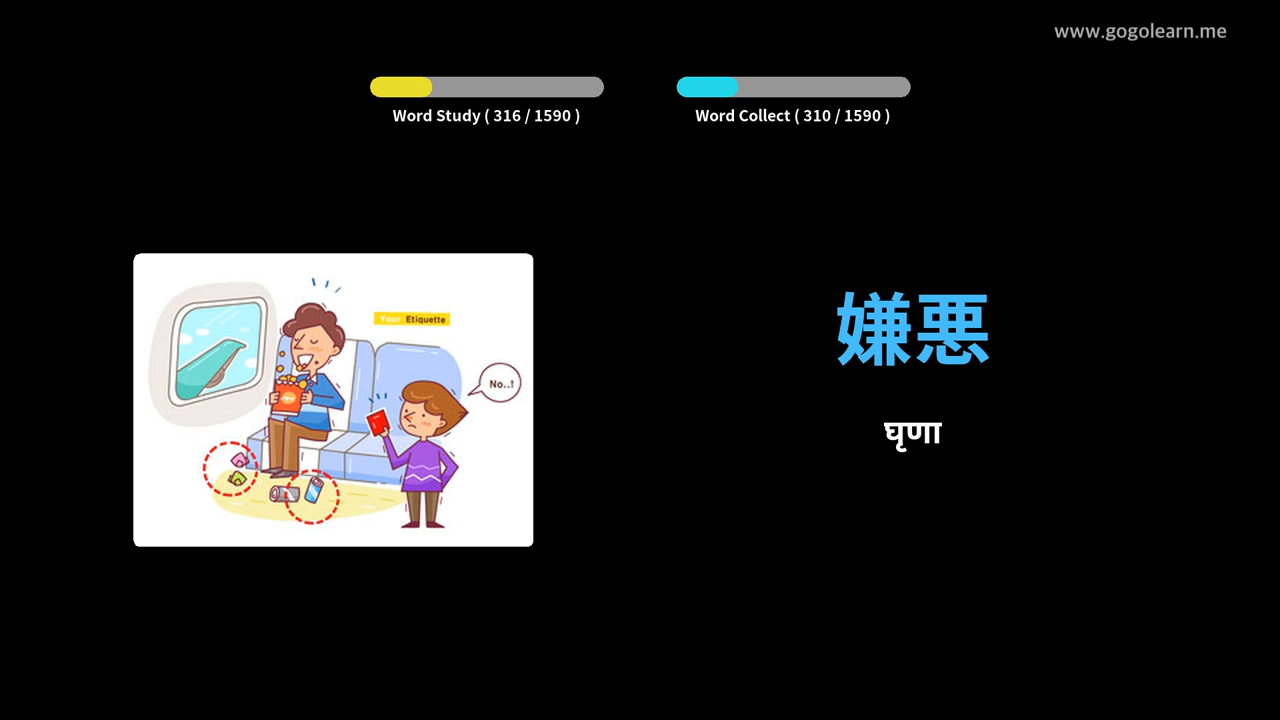 www.gogolearn.me
Word Study ( 316 / 1590 )
Word Collect ( 310 / 1590 )
Your Etiquette
No..!
嫌悪
घृणा